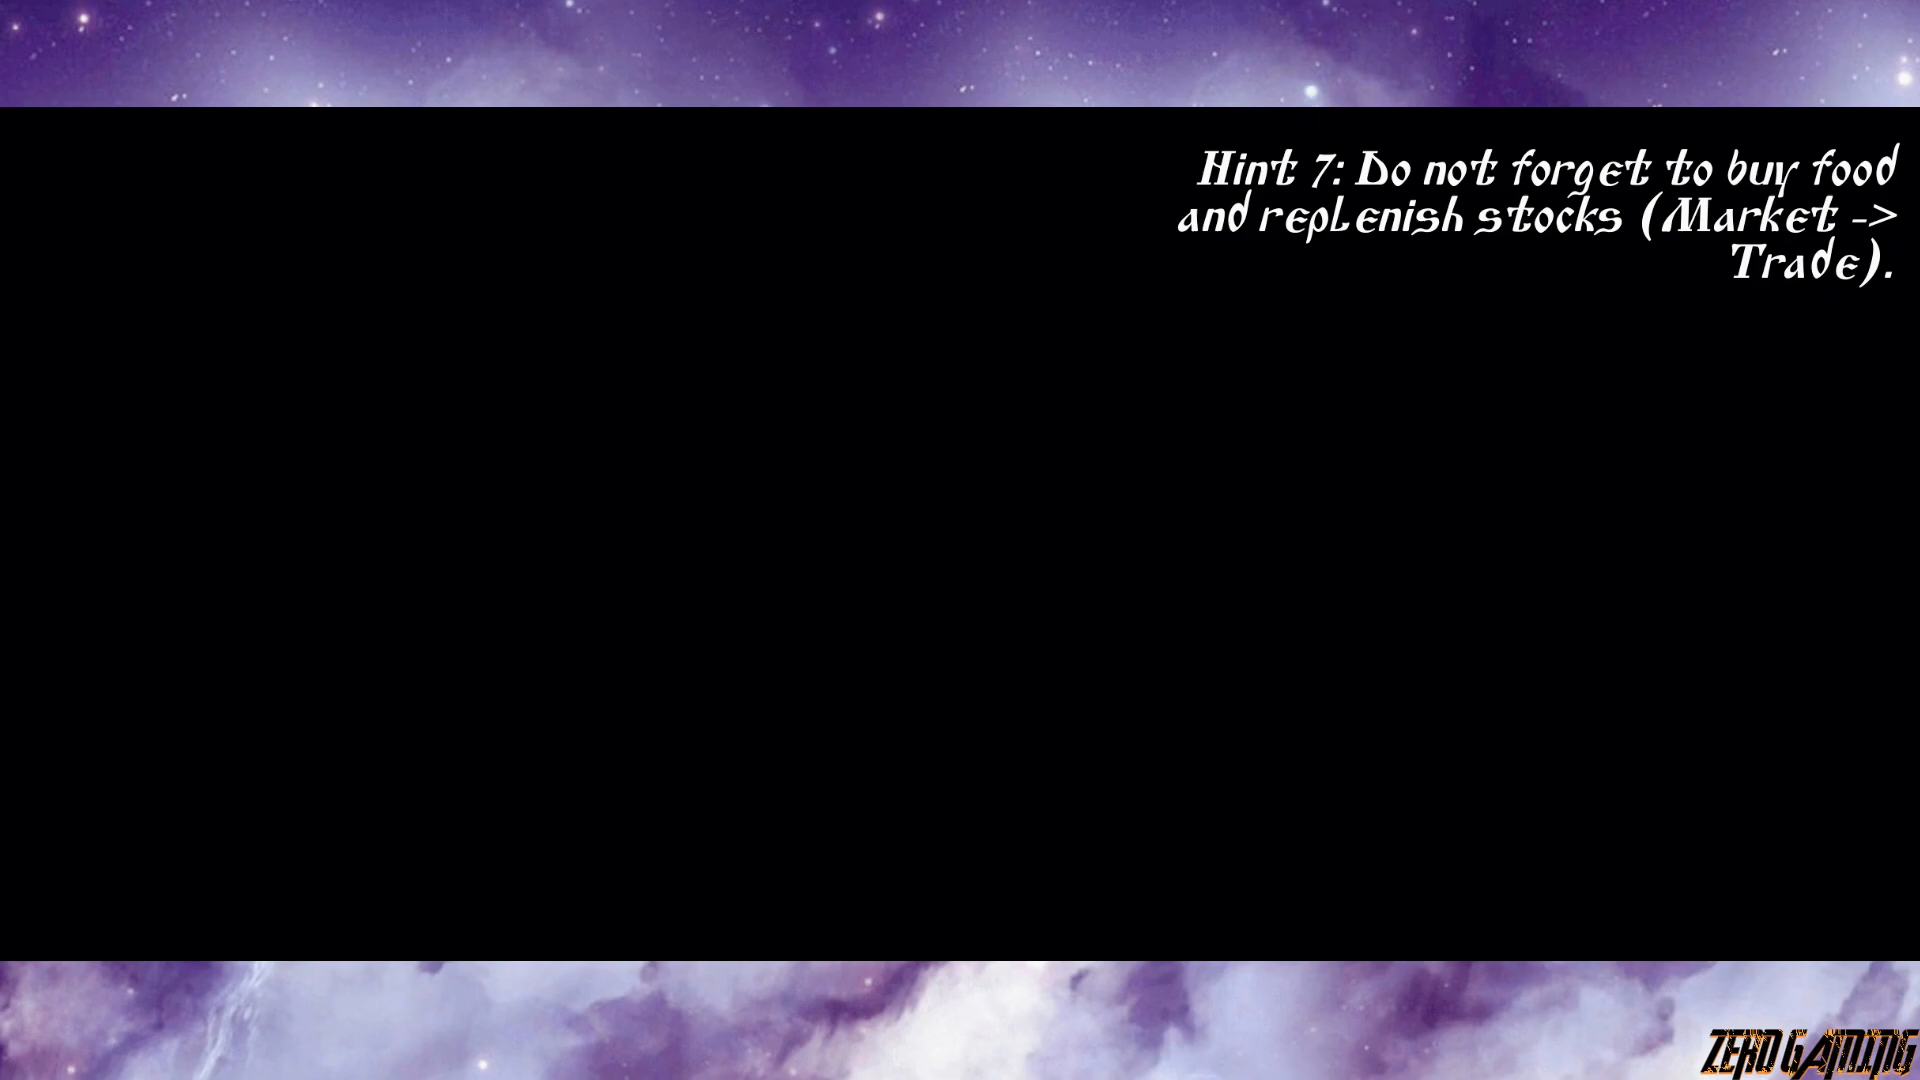 Hint 7: Do not forget to buy food
and replenish stocks (Market ->
Trade).
ZERO GAMING